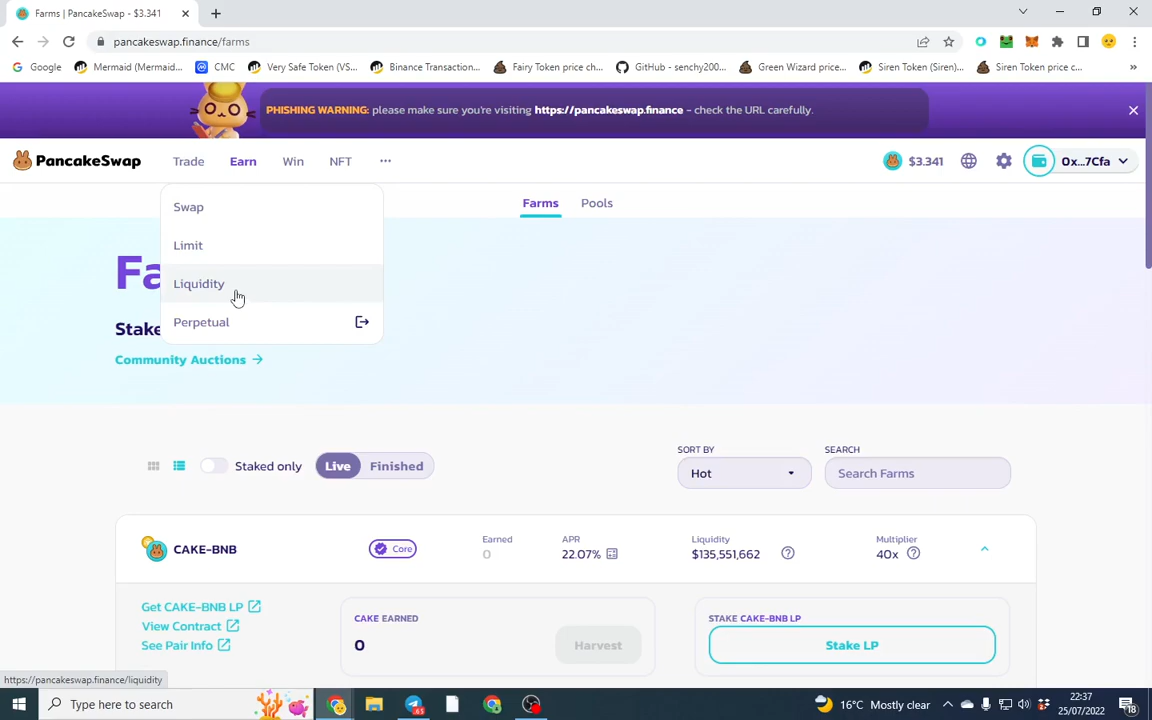 Farms | PancakeSwap - $3.341
pancakeswap.finance/farms
Google
Mermaid (Mermaid...
CMC
Very Safe Token (VS...
Binance Transaction...
Fairy Token price ch...
GitHub - senchy200...
Green Wizard price...
Siren Token (Siren)...
Siren Token price c...
PHISHING WARNING: please make sure you're visiting https://pancakeswap.finance - check the URL carefully.
PancakeSwap
Trade
Earn
Win
NFT
$3.341
0x...7Cfa
Swap
Limit
Liquidity
Perpetual
Farms
Pools
Fa
Stake
Community Auctions
Staked only
Live
Finished
SORT BY
Hot
SEARCH
Search Farms
CAKE-BNB
Core
Earned
0
APR
22.07%
Liquidity
$135,551,662
Multiplier
40x
Get CAKE-BNB LP
View Contract
See Pair Info
CAKE EARNED
0
Harvest
STAKE CAKE-BNB LP
Stake LP
https://pancakeswap.finance/liquidity
Type here to search
16°C Mostly clear
22:37
25/07/2022
18